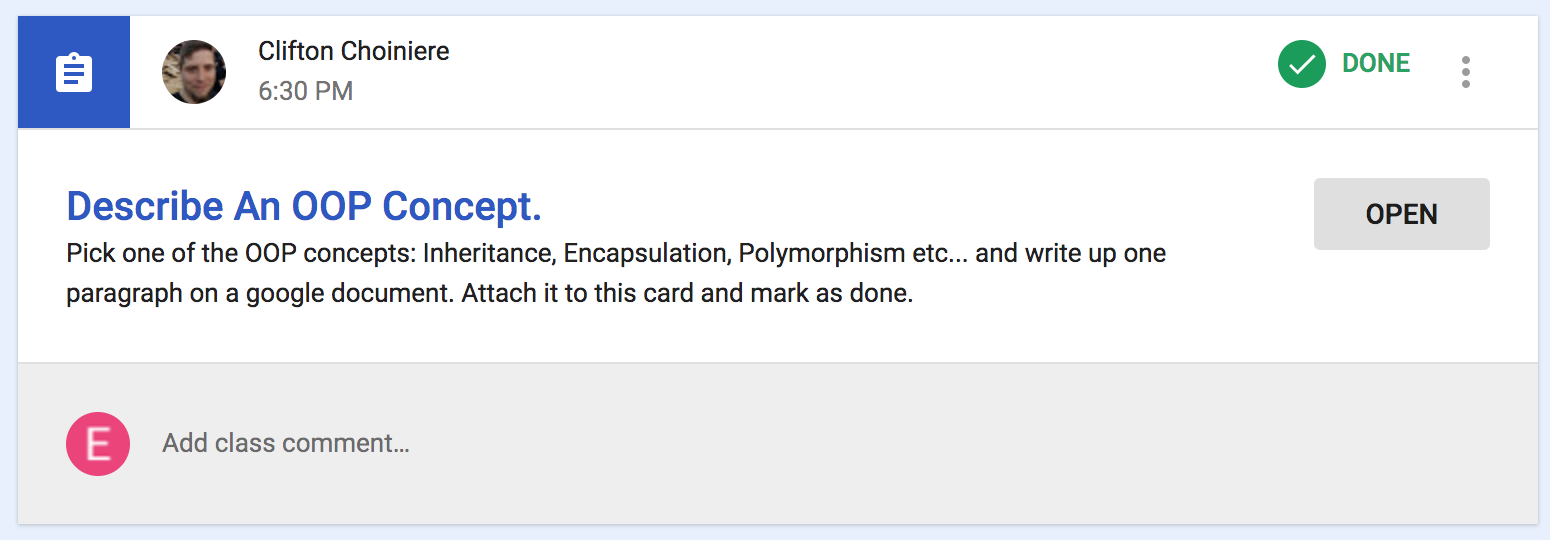 Clifton Choiniere
6:30 PM
DONE
Describe An OOP Concept.
OPEN
Pick one of the OOP concepts: Inheritance, Encapsulation, Polymorphism etc... and write up one
paragraph on a google document. Attach it to this card and mark as done.
E
Add class comment...